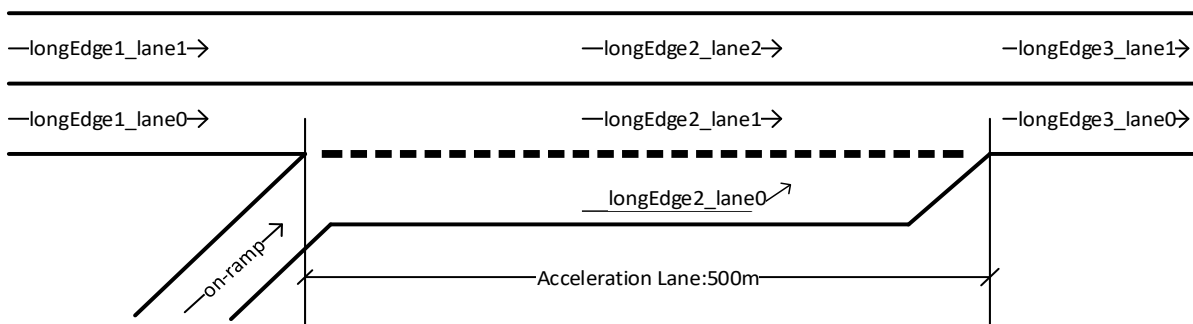 longEdge1_lane1
longEdge2_lane2
longEdge3_lane1
longEdge1_lane0
longEdge2_lane1
longEdge3_lane0
longEdge2_lane0
on-ramp
Acceleration Lane:500m